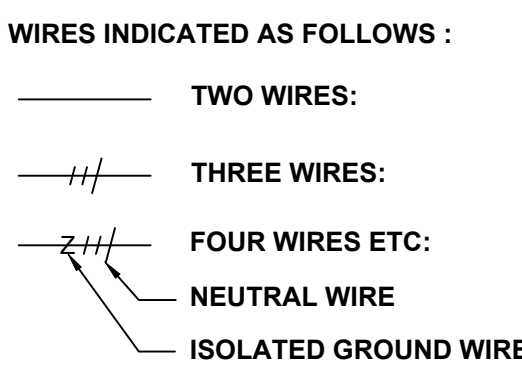 WIRES INDICATED AS FOLLOWS :
TWO WIRES:
THREE WIRES:
Z
FOUR WIRES ETC:
NEUTRAL WIRE
ISOLATED GROUND WIRE